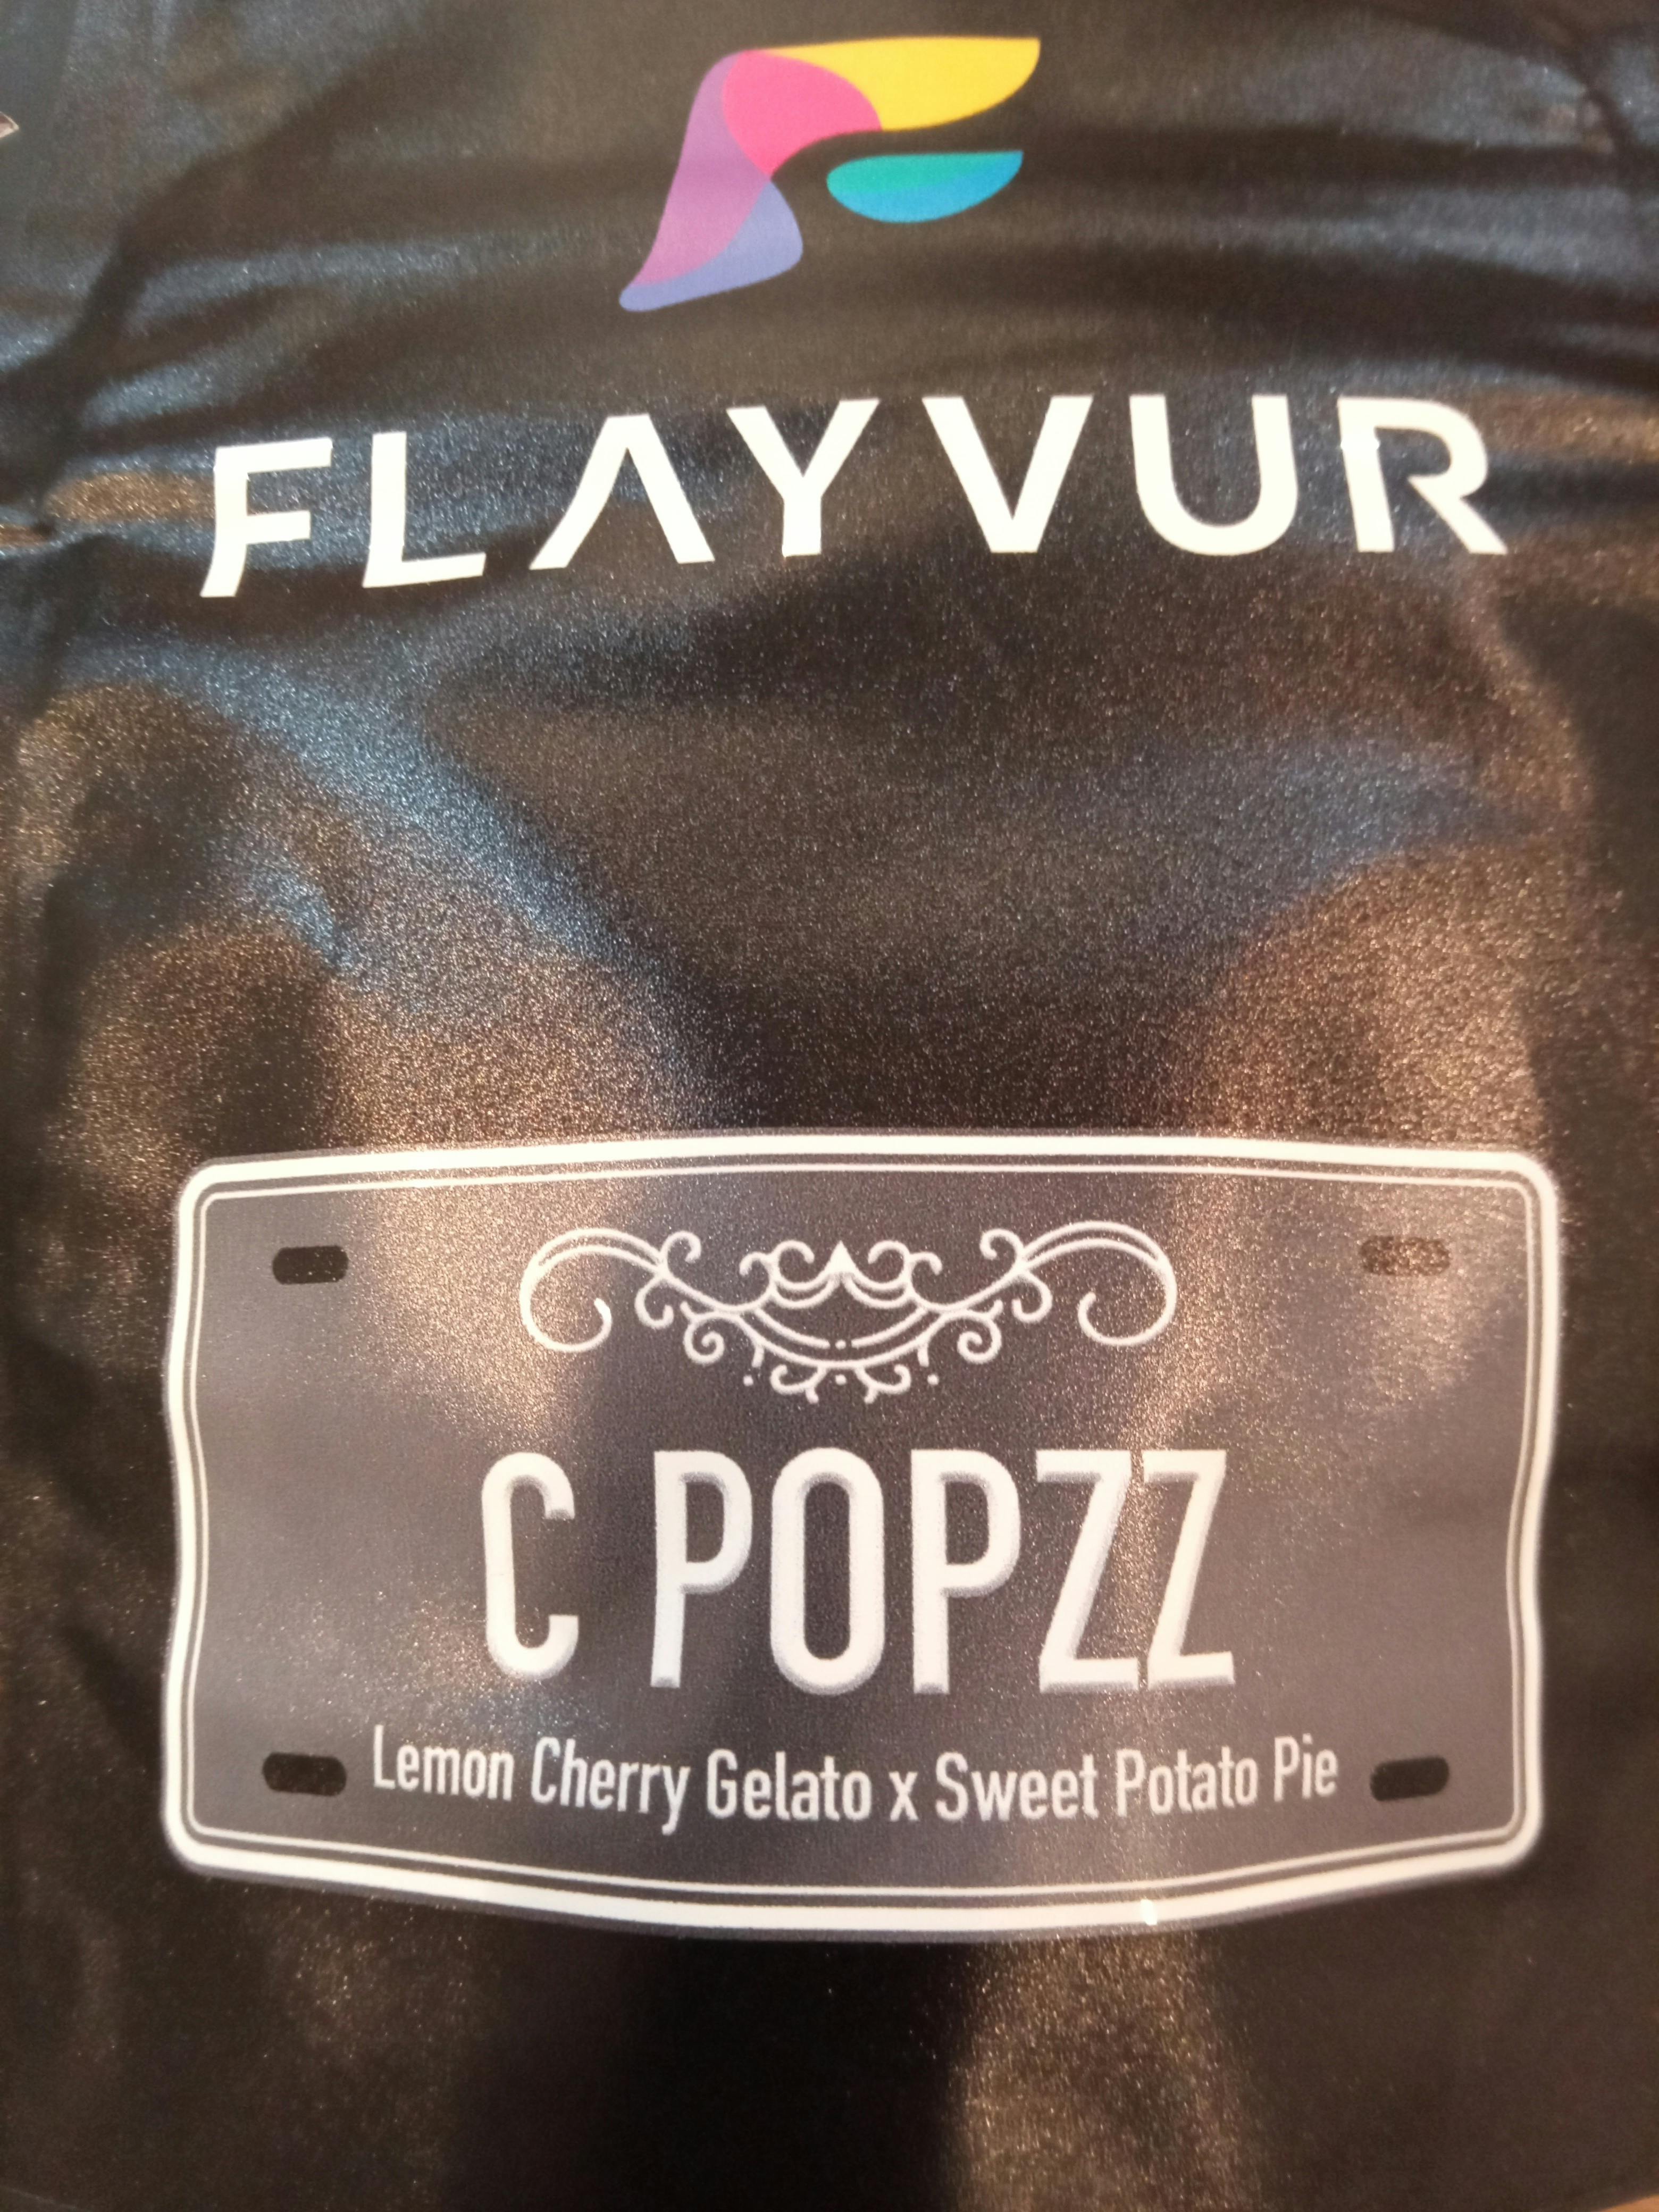 FLAYVUR
C POPZZ
Lemon Cherry Gelato x Sweet Potato Pie